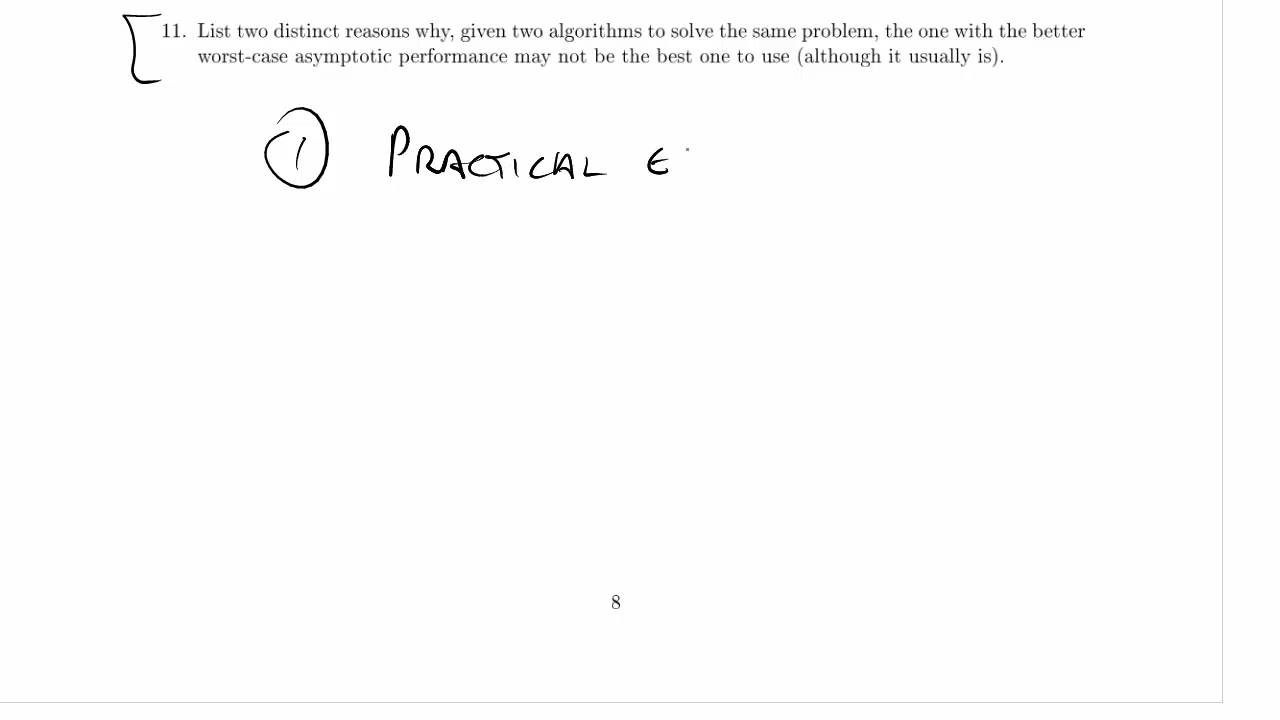 11. List two distinct reasons why, given two algorithms to solve the same problem, the one with the better
worst-case asymptotic performance may not be the best one to use (although it usually is).
① PRACTICAL E
8